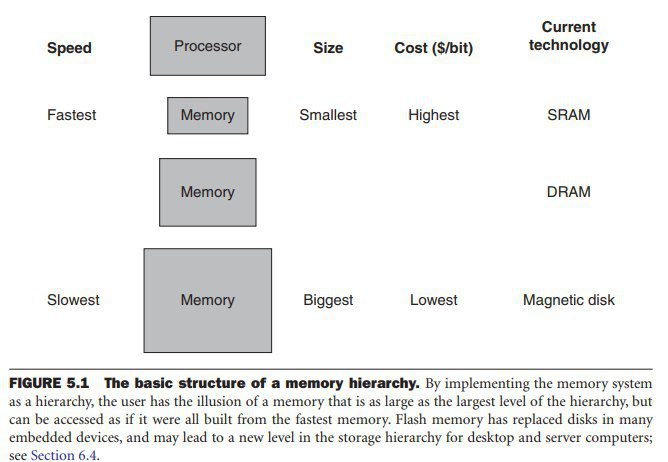 Speed Processor Size Cost ($/bit) Current technology
Fastest Memory Smallest Highest SRAM
Memory DRAM
Slowest Memory Biggest Lowest Magnetic disk
FIGURE 5.1 The basic structure of a memory hierarchy. By implementing the memory system
as a hierarchy, the user has the illusion of a memory that is as large as the largest level of the hierarchy, but
can be accessed as if it were all built from the fastest memory. Flash memory has replaced disks in many
embedded devices, and may lead to a new level in the storage hierarchy for desktop and server computers;
see Section 6.4.